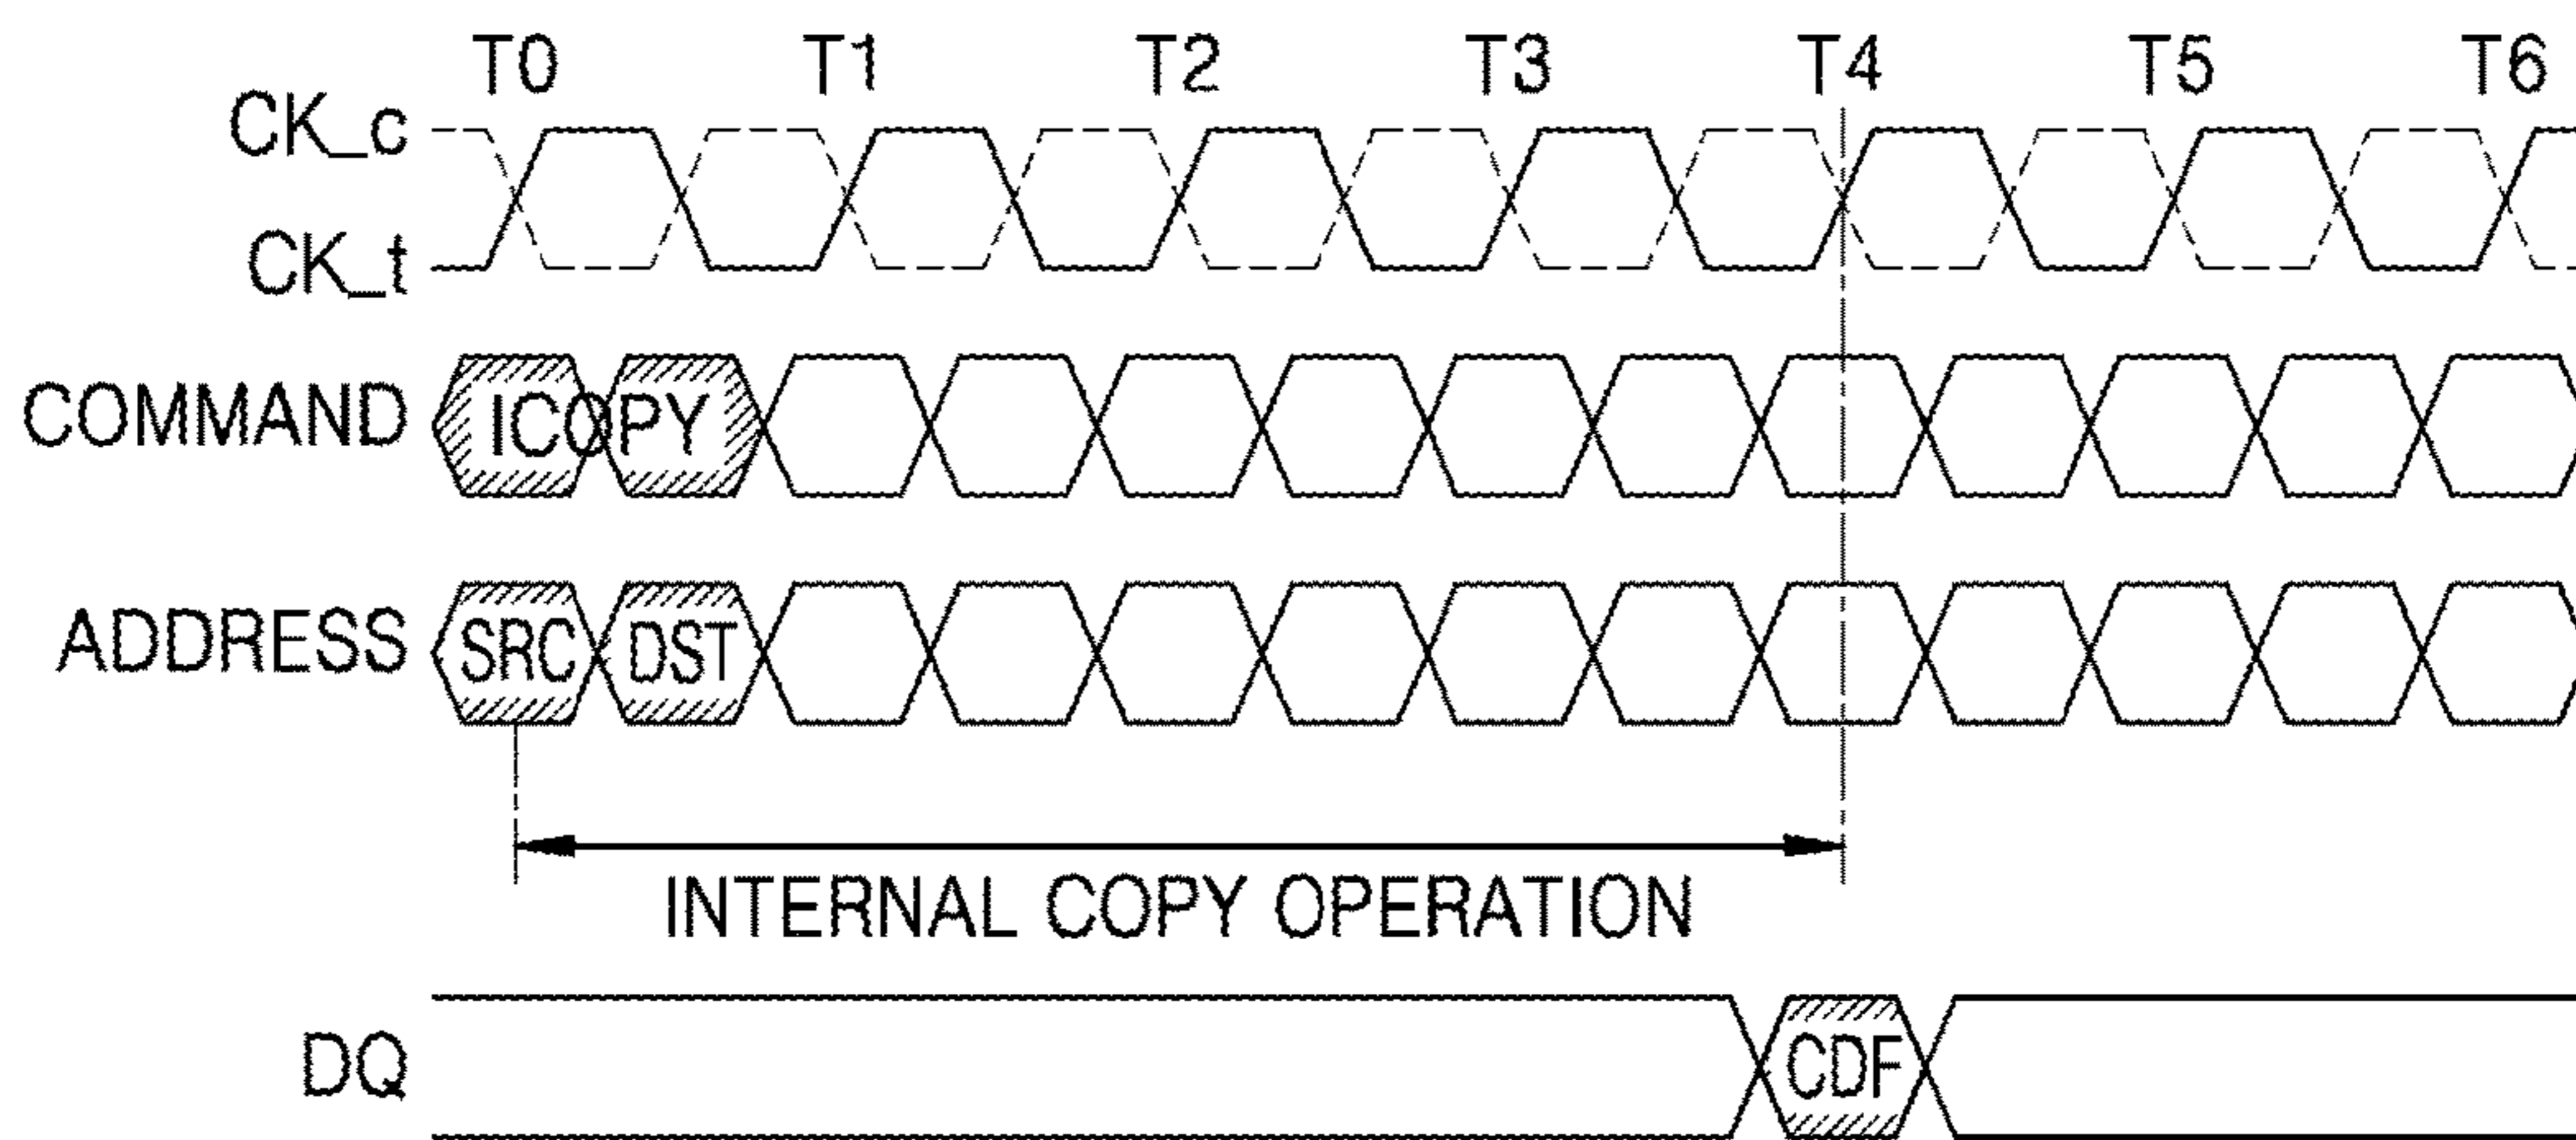 T0 T1 T2 T3 T4 T5 T6
CK_c
CK_t
COMMAND ICOPY
ADDRESS SRC DST
INTERNAL COPY OPERATION
DQ CDF